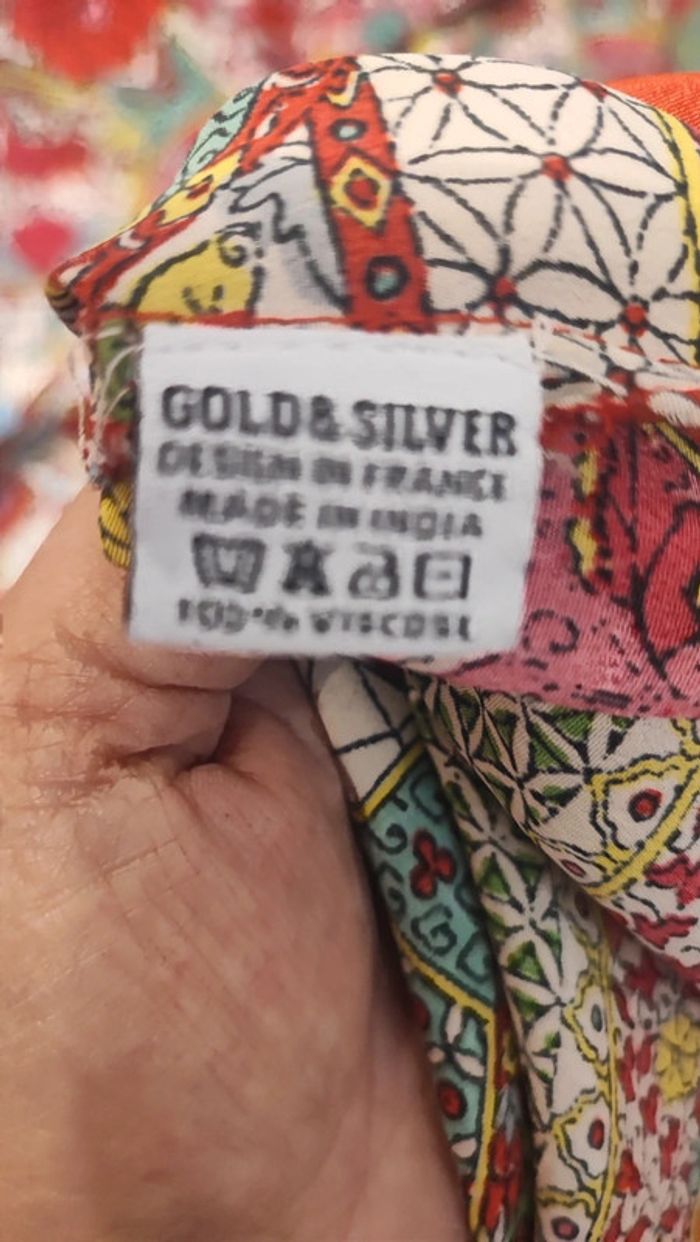 GOLD & SILVER
DESIGN IN FRANCE
MADE IN INDIA
100% VISCOSE